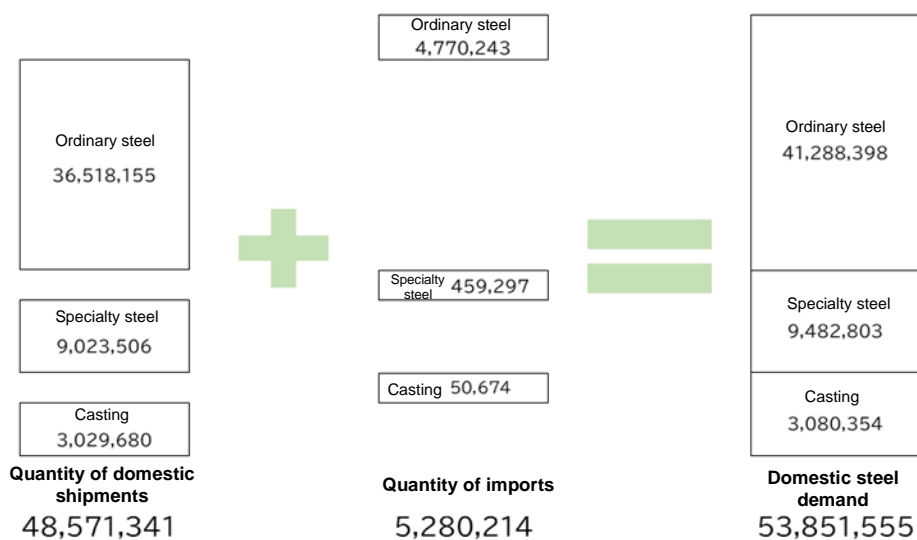 Ordinary steel
36,518,155
Specialty steel
9,023,506
Casting
3,029,680
Quantity of domestic
shipments
48,571,341
Ordinary steel
4,770,243
Specialty
steel
459,297
Casting
50,674
Quantity of imports
5,280,214
Ordinary steel
41,288,398
Specialty steel
9,482,803
Casting
3,080,354
Domestic steel
demand
53,851,555